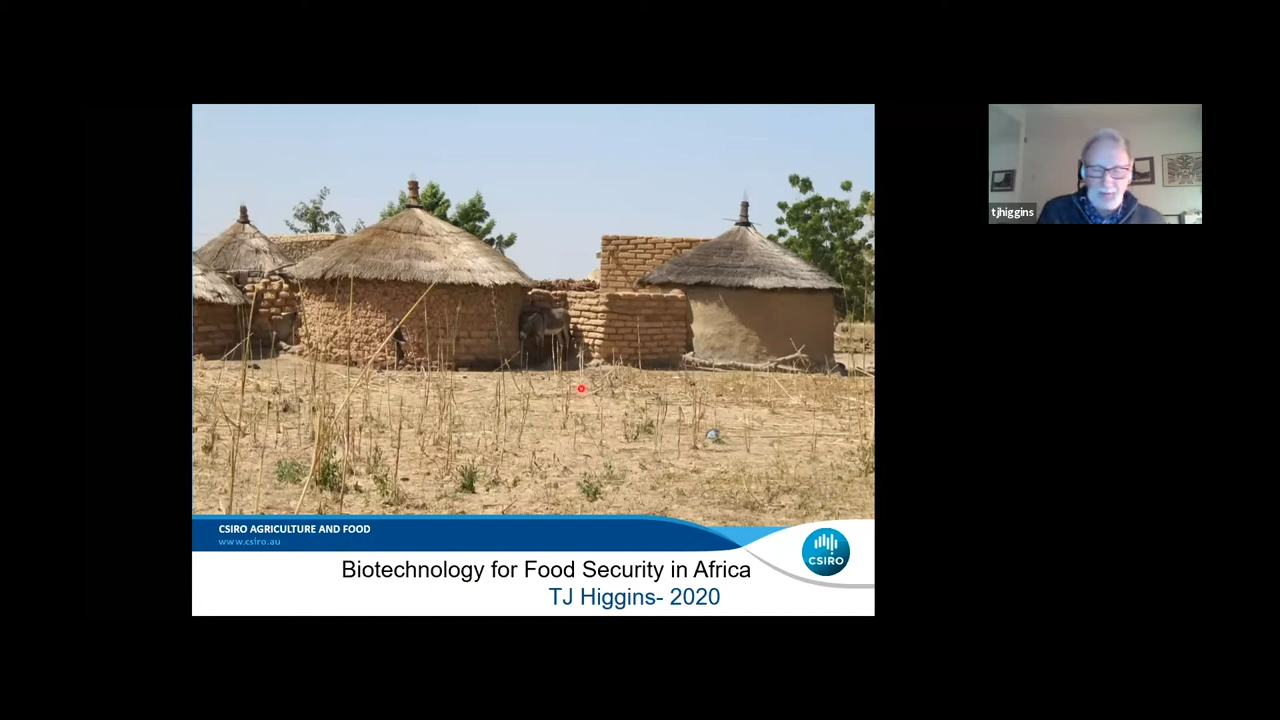 tjhiggins
CSIRO AGRICULTURE AND FOOD
www.csiro.au
CSIRO
Biotechnology for Food Security in Africa
TJ Higgins- 2020